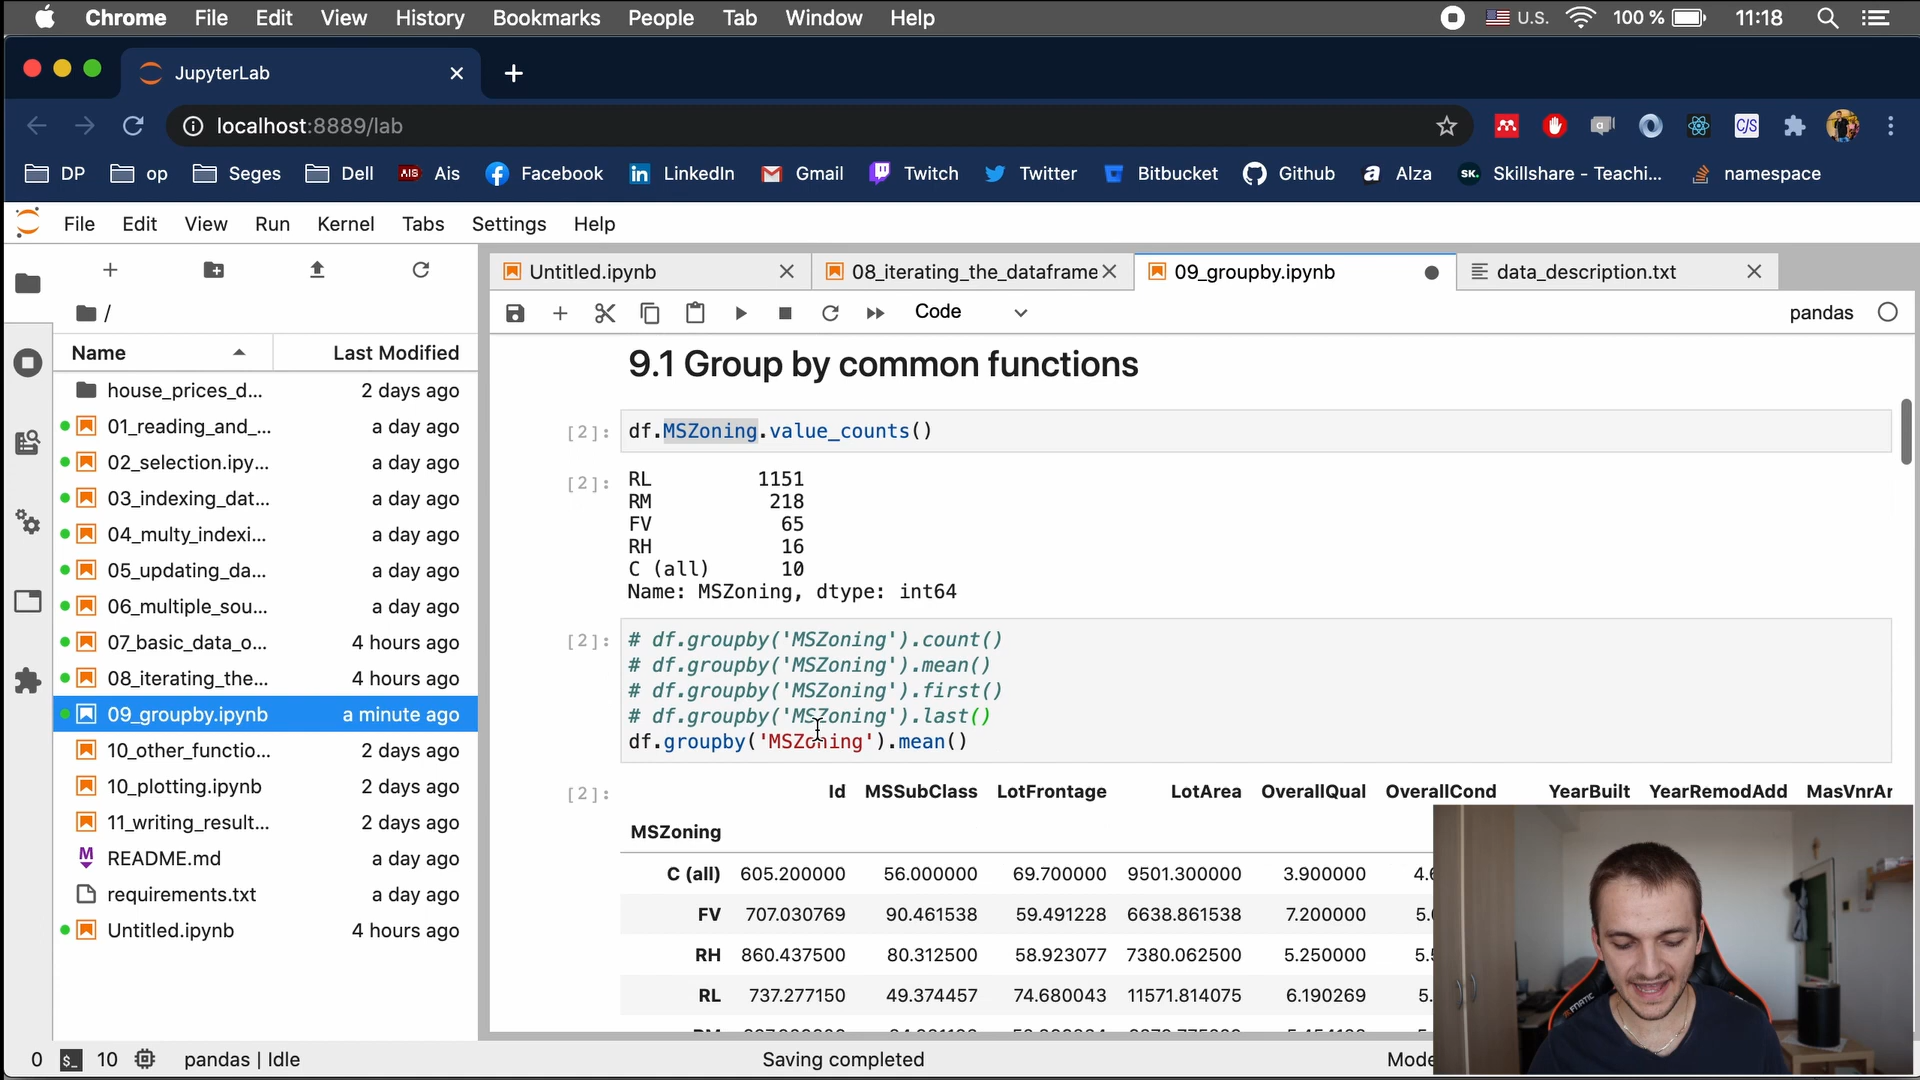 Chrome File Edit View History Bookmarks People Tab Window Help U.S. 100 % 11:18
JupyterLab
localhost:8889/lab
DP op Seges Dell Ais Facebook LinkedIn Gmail Twitch Twitter Bitbucket Github Alza Skillshare - Teachi... namespace
File Edit View Run Kernel Tabs Settings Help
Untitled.ipynb 08_iterating_the_dataframe 09_groupby.ipynb data_description.txt
/
Code pandas
Name Last Modified
house_prices_d... 2 days ago
01_reading_and_... a day ago
02_selection.ipy... a day ago
03_indexing_dat... a day ago
04_multy_indexi... a day ago
05_updating_da... a day ago
06_multiple_sou... a day ago
07_basic_data_o... 4 hours ago
08_iterating_the... 4 hours ago
09_groupby.ipynb a minute ago
10_other_functio... 2 days ago
10_plotting.ipynb 2 days ago
11_writing_result... 2 days ago
README.md a day ago
requirements.txt a day ago
Untitled.ipynb 4 hours ago
9.1 Group by common functions
[2]: df.MSZoning.value_counts()
[2]: RL 1151
RM 218
FV 65
RH 16
C (all) 10
Name: MSZoning, dtype: int64
[2]: # df.groupby('MSZoning').count()
# df.groupby('MSZoning').mean()
# df.groupby('MSZoning').first()
# df.groupby('MSZoning').last()
df.groupby('MSZoning').mean()
[2]: Id MSSubClass LotFrontage LotArea OverallQual OverallCond YearBuilt YearRemodAdd MasVnrAr
MSZoning
C (all) 605.200000 56.000000 69.700000 9501.300000 3.900000 4.6
FV 707.030769 90.461538 59.491228 6638.861538 7.200000 5.
RH 860.437500 80.312500 58.923077 7380.062500 5.250000 5.
RL 737.277150 49.374457 74.680043 11571.814075 6.190269 5.
0 10 pandas | Idle Saving completed Mode